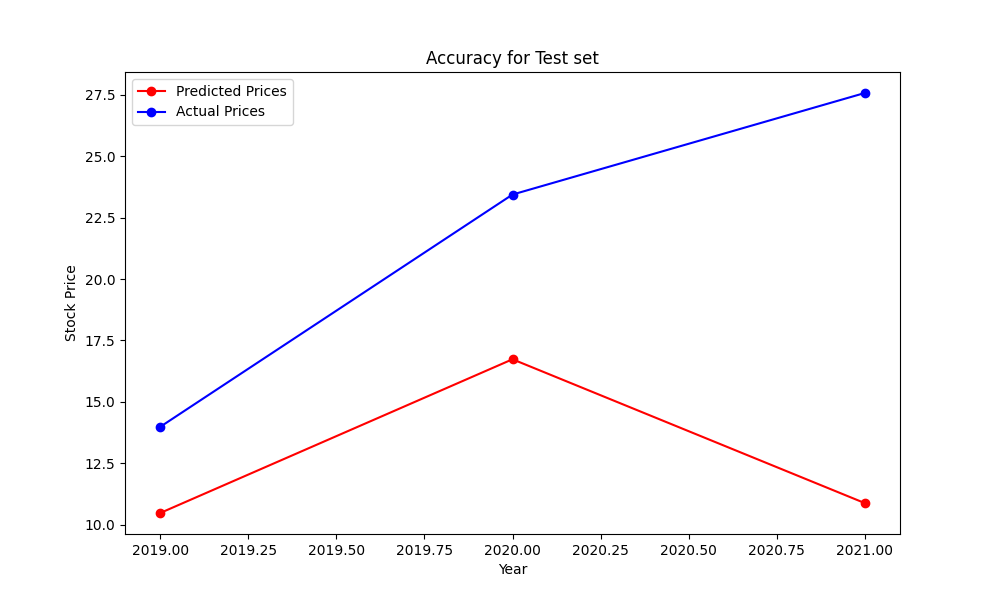 Accuracy for Test set
Predicted Prices
Actual Prices
27.5
25.0
22.5
20.0
17.5
15.0
12.5
10.0
Stock Price
2019.00 2019.25 2019.50 2019.75 2020.00 2020.25 2020.50 2020.75 2021.00
Year